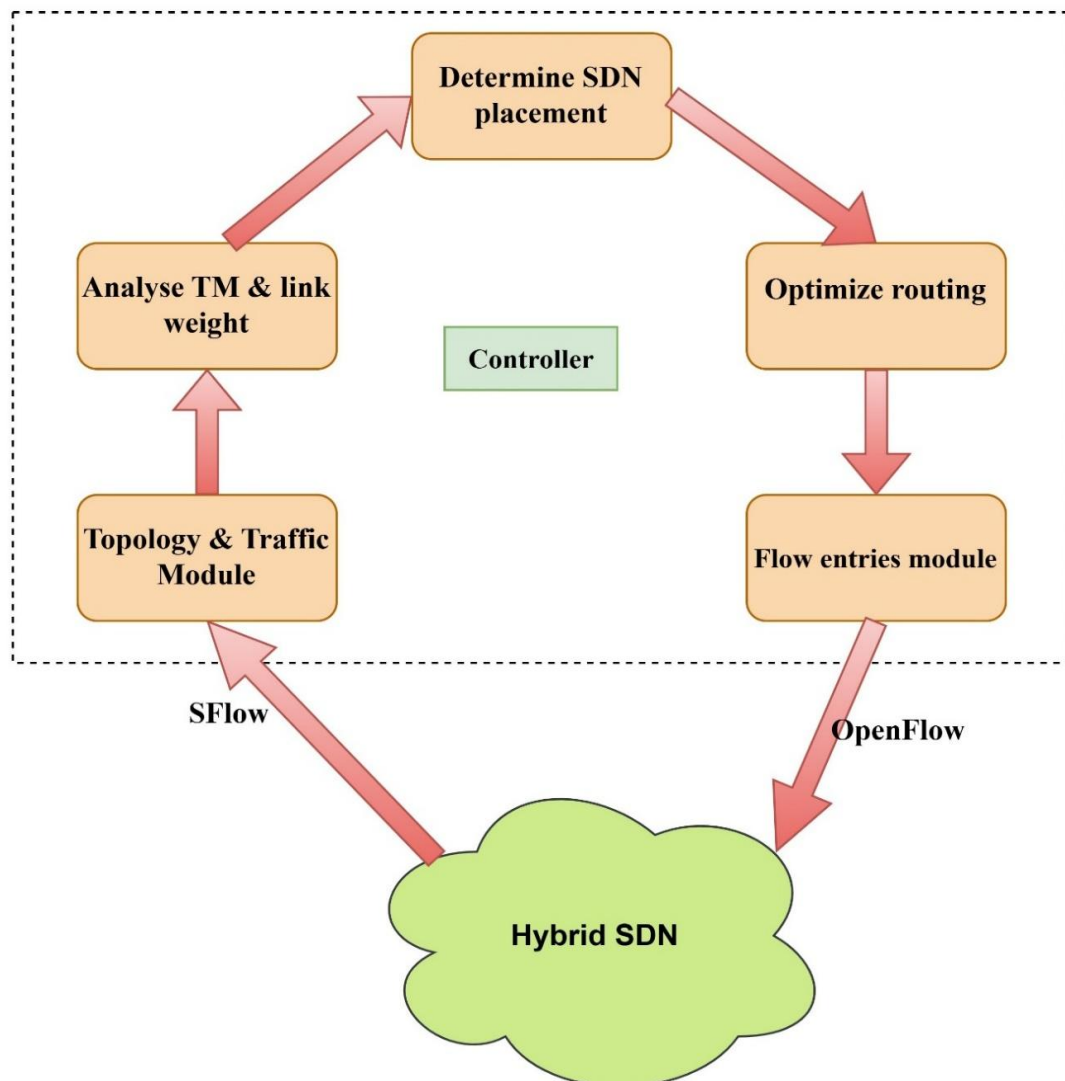 Determine SDN
placement
Analyse TM & link
weight
Optimize routing
Controller
Topology & Traffic
Module
Flow entries module
SFlow
OpenFlow
Hybrid SDN